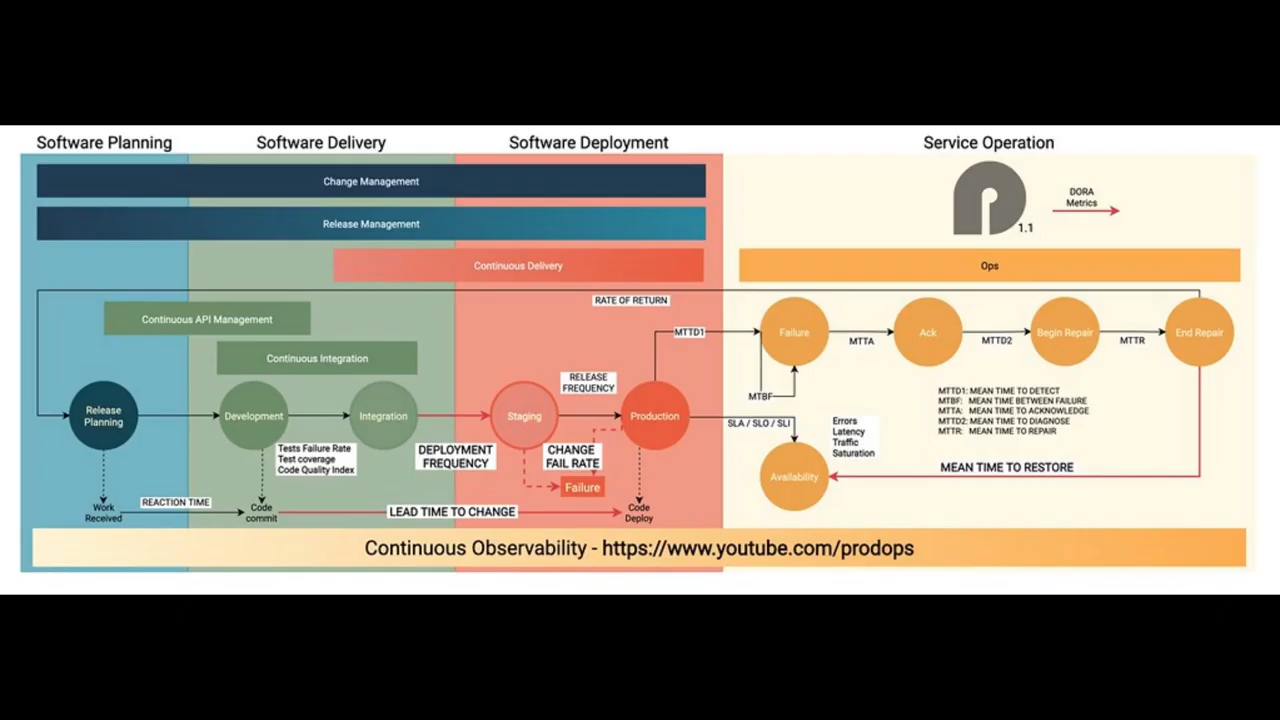 Software Planning
Software Delivery
Software Deployment
Service Operation
Change Management
Release Management
Continuous Delivery
Ops
DORA
Metrics
1.1
RATE OF RETURN
Continuous API Management
Continuous Integration
MTTD1
Failure
MTTA
Ack
MTTD2
Begin Repair
MTTR
End Repair
MTBF
RELEASE
FREQUENCY
Release
Planning
Development
Integration
Staging
Production
SLA / SLO / SLI
Tests Failure Rate
Test coverage
Code Quality Index
DEPLOYMENT
FREQUENCY
CHANGE
FAIL RATE
Failure
Errors
Latency
Traffic
Saturation
Availability
MTTD1: MEAN TIME TO DETECT
MTBF: MEAN TIME BETWEEN FAILURE
MTTA: MEAN TIME TO ACKNOWLEDGE
MTTD2: MEAN TIME TO DIAGNOSE
MTTR: MEAN TIME TO REPAIR
MEAN TIME TO RESTORE
Work
Received
REACTION TIME
Code
commit
LEAD TIME TO CHANGE
Code
Deploy
Continuous Observability - https://www.youtube.com/prodops